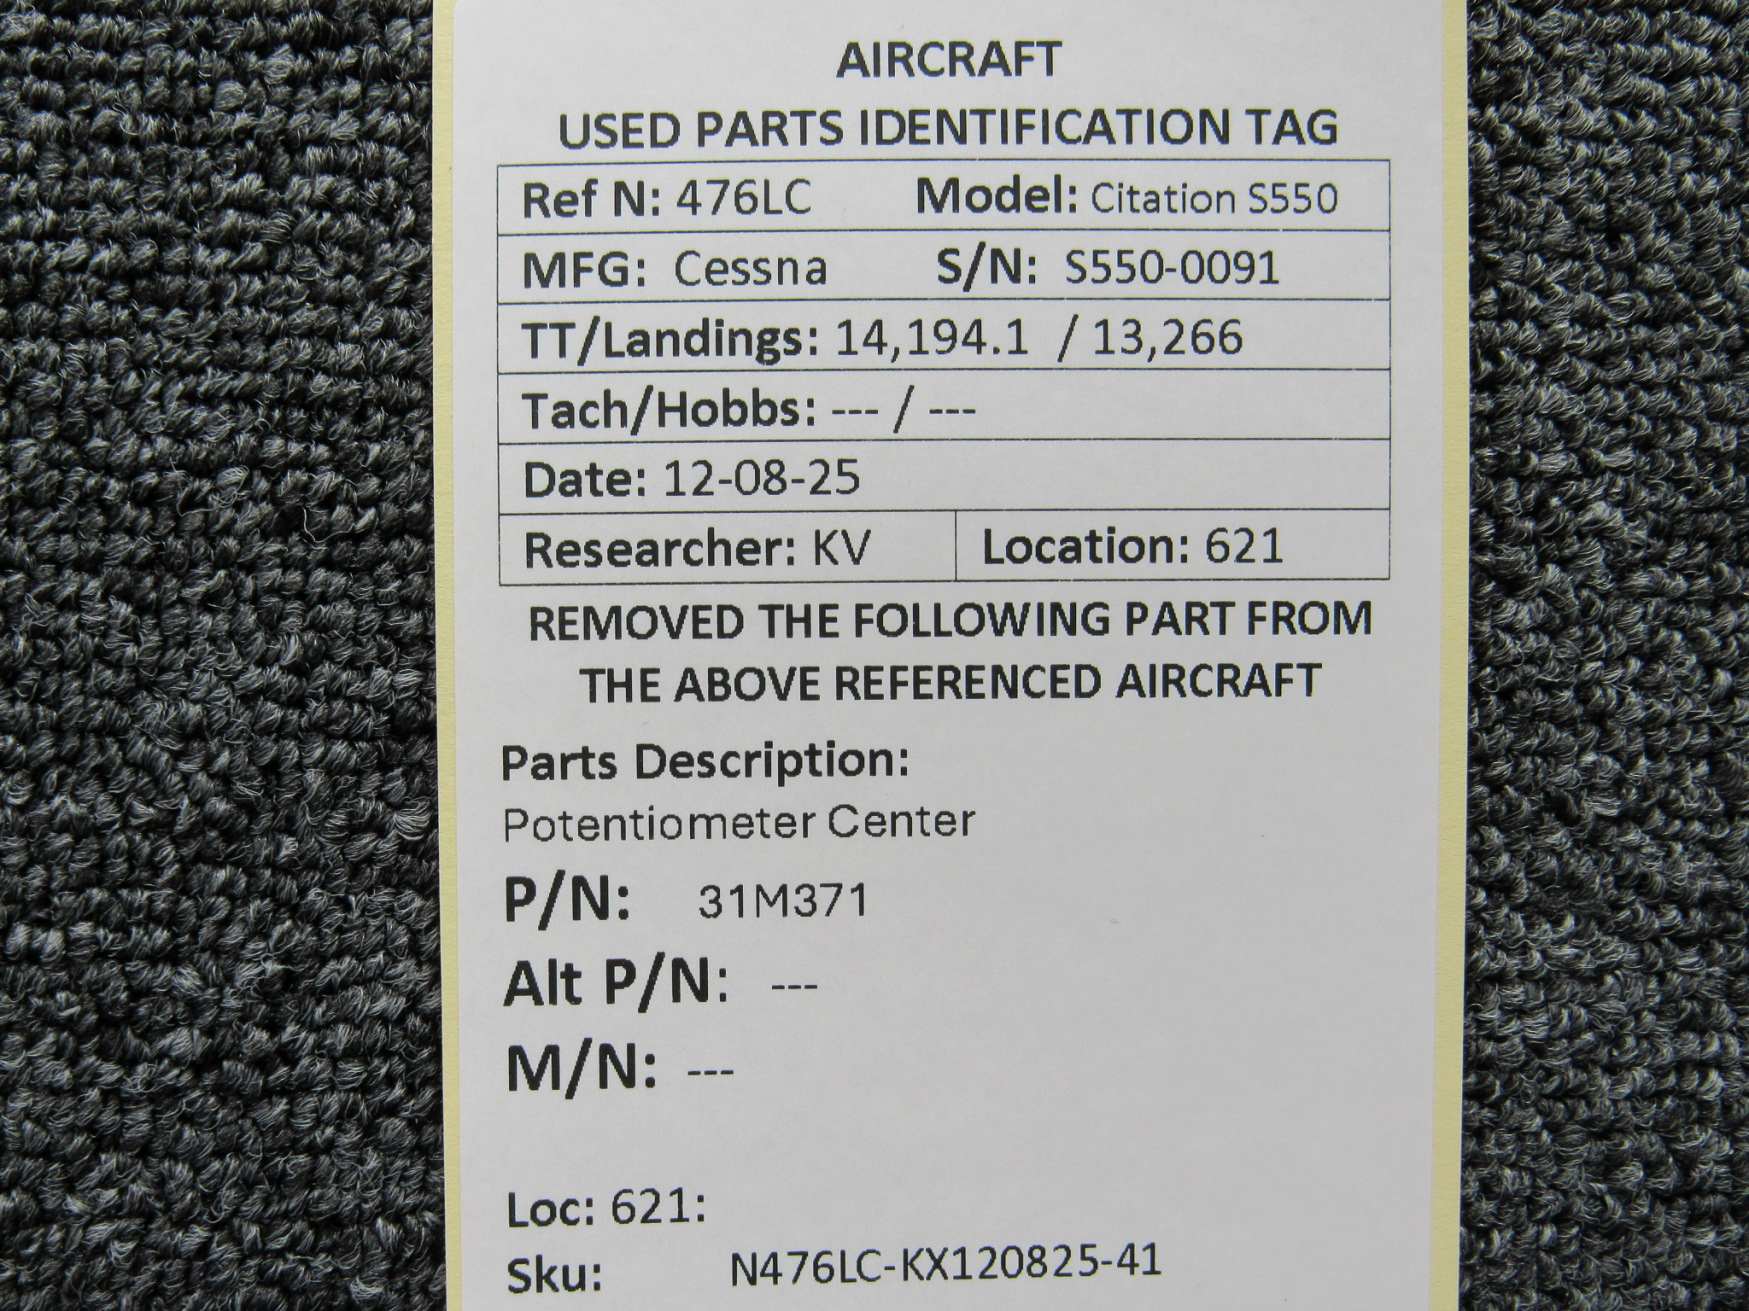 AIRCRAFT
USED PARTS IDENTIFICATION TAG
Ref N: 476LC Model: Citation S550
MFG: Cessna S/N: S550-0091
TT/Landings: 14,194.1 / 13,266
Tach/Hobbs: --- / ---
Date: 12-08-25
Researcher: KV Location: 621
REMOVED THE FOLLOWING PART FROM
THE ABOVE REFERENCED AIRCRAFT
Parts Description:
Potentiometer Center
P/N: 31M371
Alt P/N: ---
M/N: ---
Loc: 621:
Sku: N476LC-KX120825-41